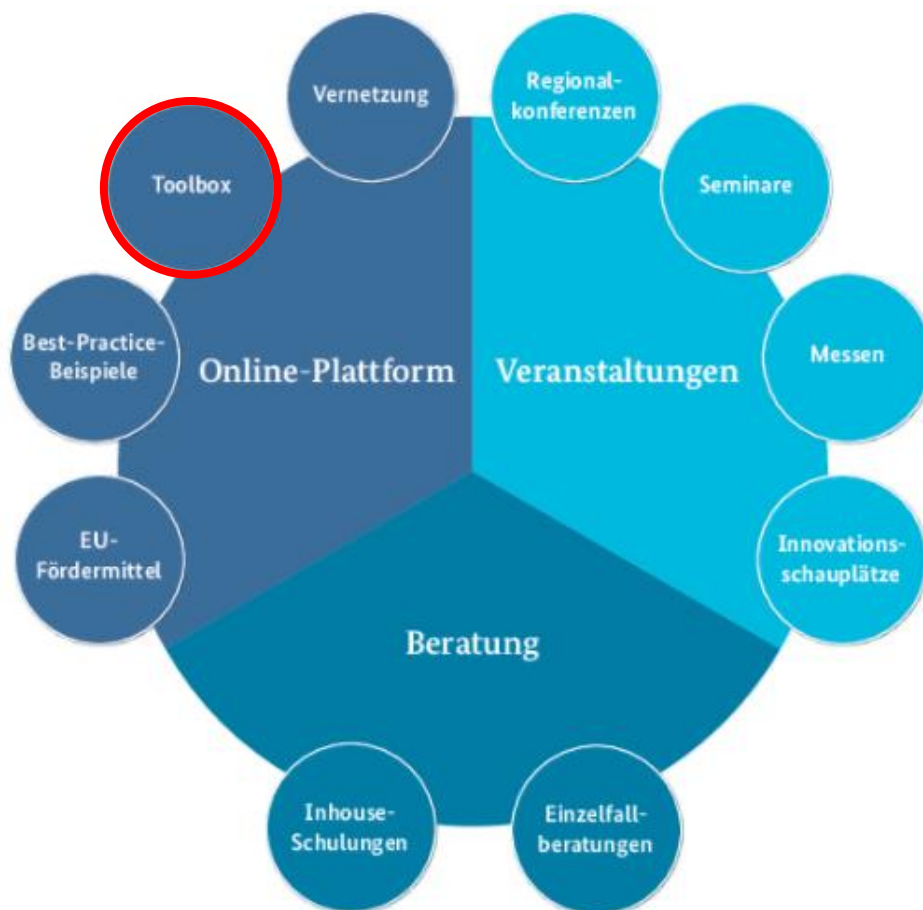 Vernetzung
Regional-
konferenzen
Toolbox
Seminare
Best-Practice-
Beispiele
Online-Plattform
Veranstaltungen
Messen
EU-
Fördermittel
Innovations-
schauplätze
Beratung
Inhouse-
Schulungen
Einzelfall-
beratungen